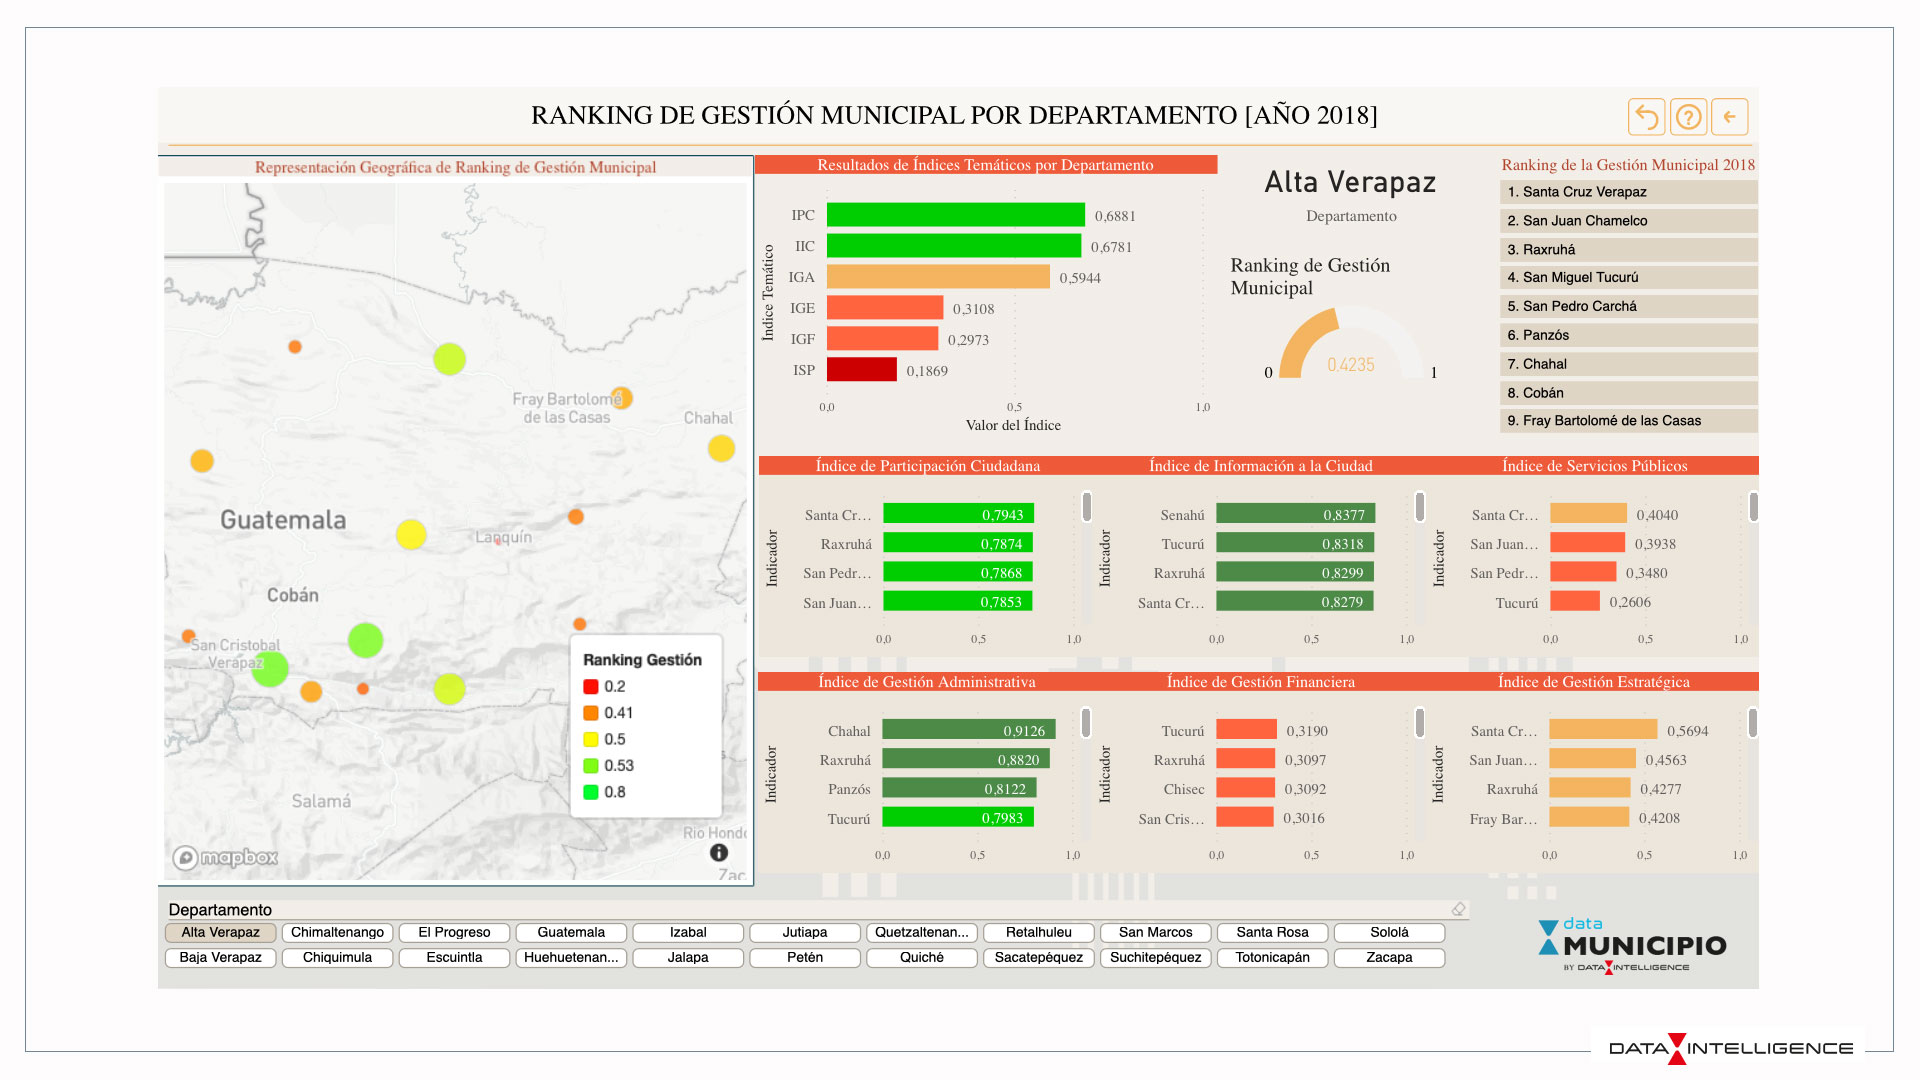 RANKING DE GESTIÓN MUNICIPAL POR DEPARTAMENTO [AÑO 2018]
Representación Geográfica de Ranking de Gestión Municipal
Fray Bartolomé
de las Casas
Chahal
Guatemala
Lanquín
Cobán
San Cristobal
Verapaz
Salamá
Rio Hondo
Zac
mapbox
Ranking Gestión
0.2
0.41
0.5
0.53
0.8
Resultados de Índices Temáticos por Departamento
Índice Temático
IPC 0,6881
IIC 0,6781
IGA 0,5944
IGE 0,3108
IGF 0,2973
ISP 0,1869
0,0 0,5 1,0
Valor del Índice
Alta Verapaz
Departamento
Ranking de Gestión
Municipal
0 0,4235 1
Ranking de la Gestión Municipal 2018
1. Santa Cruz Verapaz
2. San Juan Chamelco
3. Raxruhá
4. San Miguel Tucurú
5. San Pedro Carchá
6. Panzós
7. Chahal
8. Cobán
9. Fray Bartolomé de las Casas
Índice de Participación Ciudadana
Indicador
Santa Cr... 0,7943
Raxruhá 0,7874
San Pedr... 0,7868
San Juan... 0,7853
0,0 0,5 1,0
Índice de Información a la Ciudad
Indicador
Senahú 0,8377
Tucurú 0,8318
Raxruhá 0,8299
Santa Cr... 0,8279
0,0 0,5 1,0
Índice de Servicios Públicos
Indicador
Santa Cr... 0,4040
San Juan... 0,3938
San Pedr... 0,3480
Tucurú 0,2606
0,0 0,5 1,0
Índice de Gestión Administrativa
Indicador
Chahal 0,9126
Raxruhá 0,8820
Panzós 0,8122
Tucurú 0,7983
0,0 0,5 1,0
Índice de Gestión Financiera
Indicador
Tucurú 0,3190
Raxruhá 0,3097
Chisec 0,3092
San Cris... 0,3016
0,0 0,5 1,0
Índice de Gestión Estratégica
Indicador
Santa Cr... 0,5694
San Juan... 0,4563
Raxruhá 0,4277
Fray Bar... 0,4208
0,0 0,5 1,0
Departamento
Alta Verapaz Chimaltenango El Progreso Guatemala Izabal Jutiapa Quetzaltenan... Retalhuleu San Marcos Santa Rosa Sololá
Baja Verapaz Chiquimula Escuintla Huehuetenan... Jalapa Petén Quiché Sacatepéquez Suchitepéquez Totonicapán Zacapa
data
MUNICIPIO
BY DATA INTELLIGENCE
DATA INTELLIGENCE